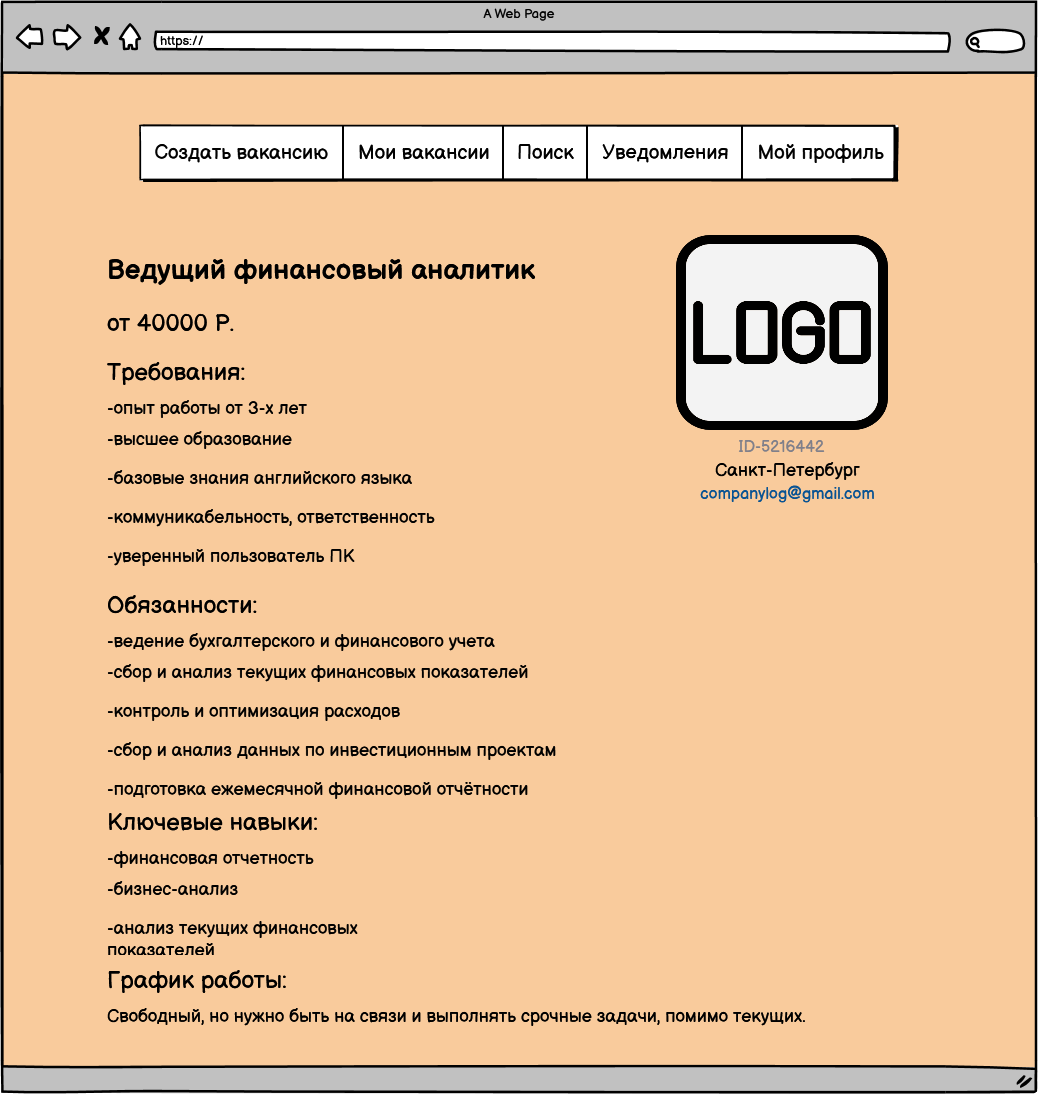 A Web Page
https://
Создать вакансию
Мои вакансии
Поиск
Уведомления
Мой профиль
Ведущий финансовый аналитик
от 40000 Р.
Требования:
-опыт работы от 3-х лет
-высшее образование
-базовые знания английского языка
-коммуникабельность, ответственность
-уверенный пользователь ПК
Обязанности:
-ведение бухгалтерского и финансового учета
-сбор и анализ текущих финансовых показателей
-контроль и оптимизация расходов
-сбор и анализ данных по инвестиционным проектам
-подготовка ежемесячной финансовой отчётности
Ключевые навыки:
-финансовая отчетность
-бизнес-анализ
-анализ текущих финансовых
показателей
График работы:
Свободный, но нужно быть на связи и выполнять срочные задачи, помимо текущих.
LOGO
ID-5216442
Санкт-Петербург
companylog@gmail.com